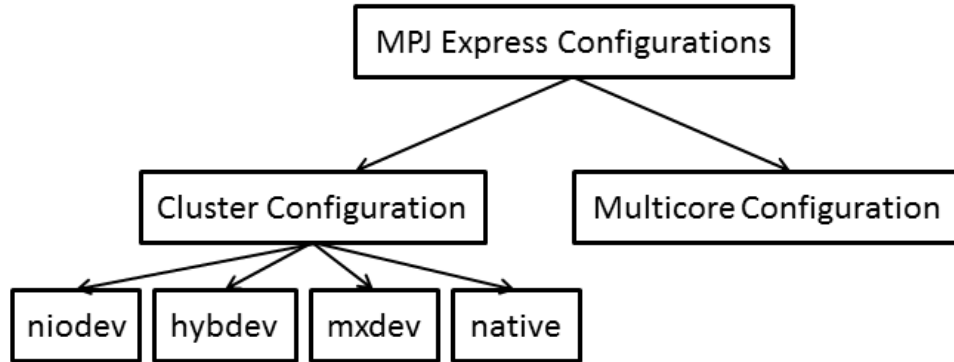 MPJ Express Configurations
Cluster Configuration
Multicore Configuration
niodev
hybdev
mxdev
native